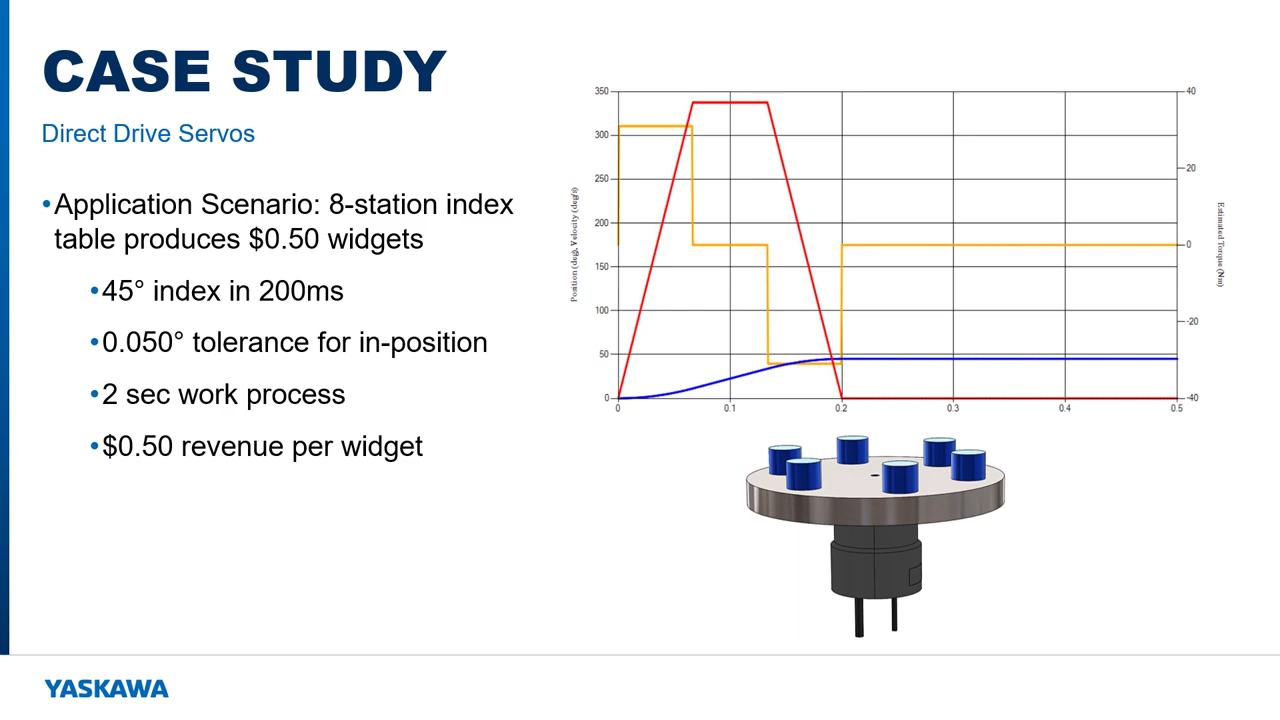 CASE STUDY
Direct Drive Servos
•Application Scenario: 8-station index
table produces $0.50 widgets
•45° index in 200ms
•0.050° tolerance for in-position
•2 sec work process
•$0.50 revenue per widget
Position (deg), Velocity (deg/s)
350
300
250
200
150
100
50
0
0
0.1
0.2
0.3
0.4
0.5
40
20
0
-20
-40
Estimated Torque (Nm)
YASKAWA